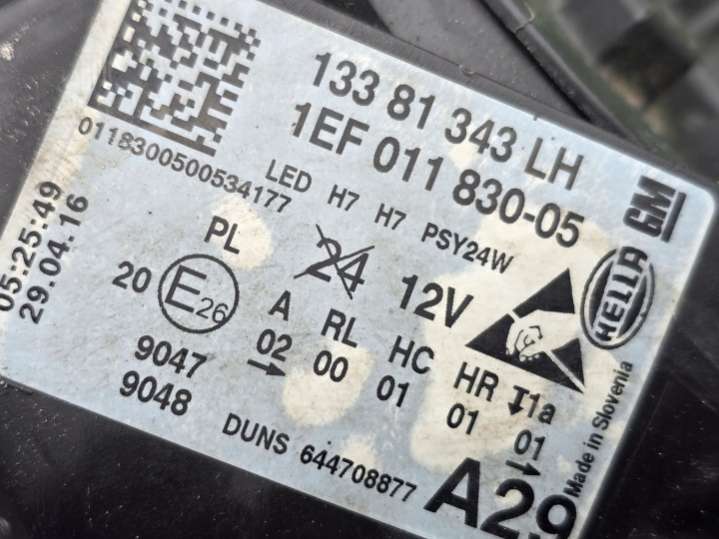 133 81 343 LH
1EF 011 830-05
GM
0118300500534177
LED H7 H7 PSY24W
05:25:49
29.04.16
PL
24 12V
HELLA
20 E26 A RL HC HR 1a
02 00 01 01 01
9047
9048
DUNS 644708877
A29
Made in Slovenia